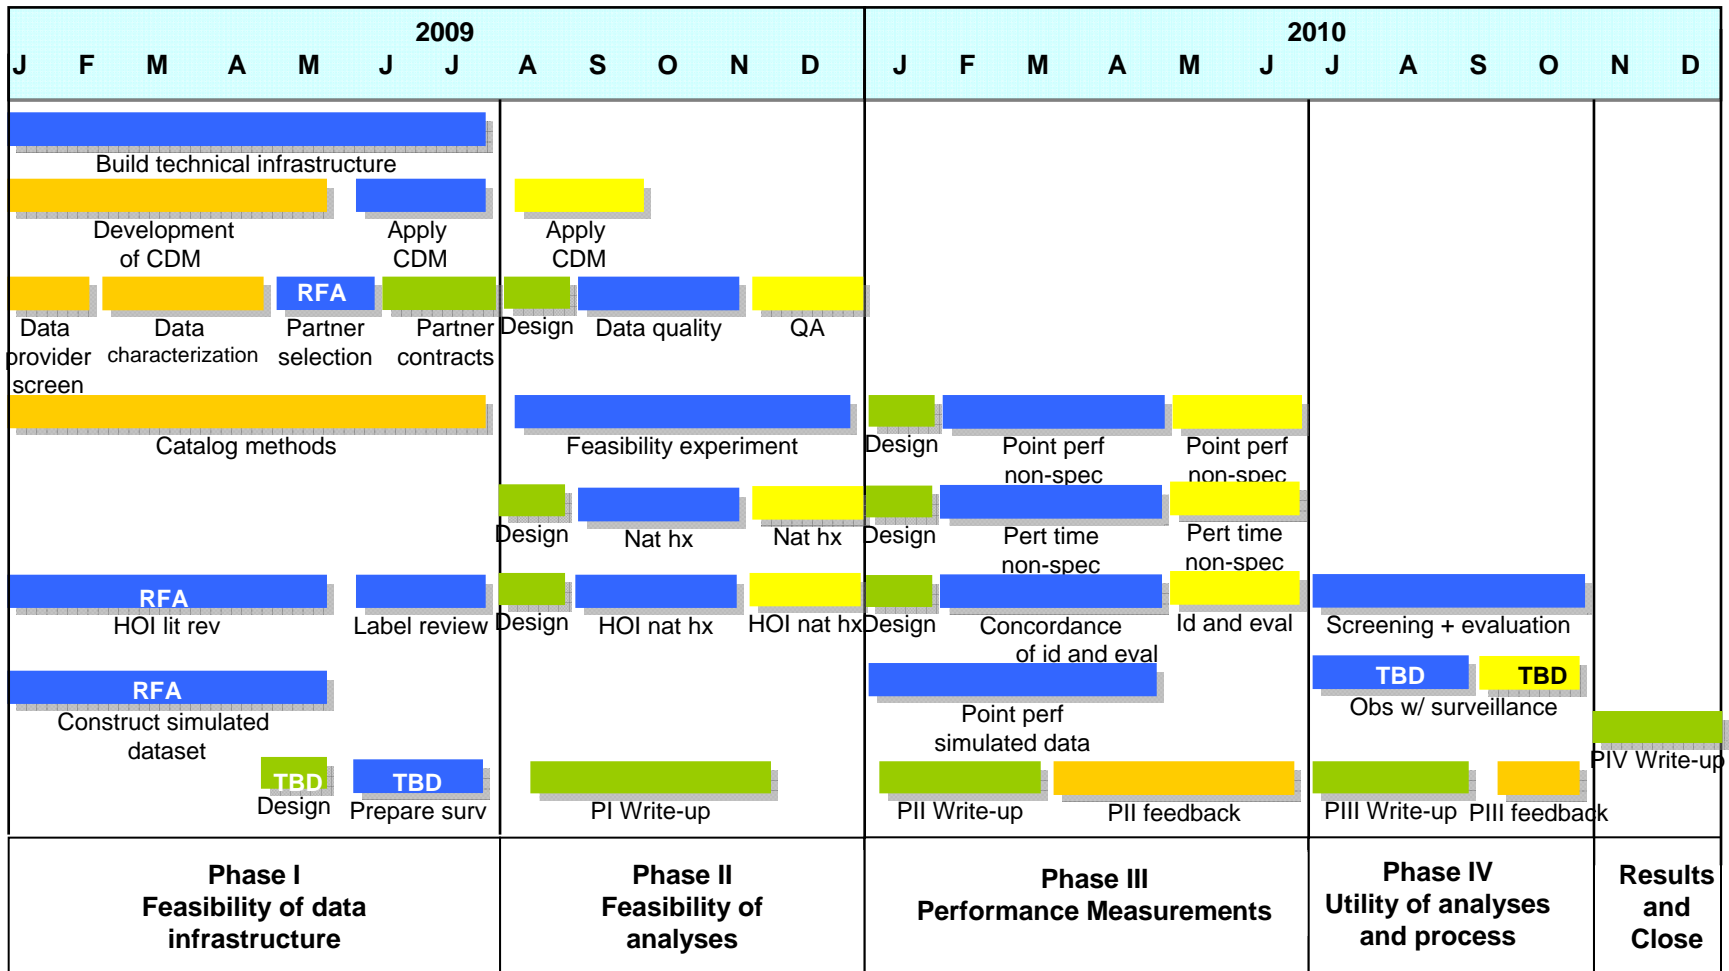 2009
2010
J F M A M J J A S O N D J F M A M J J A S O N D
Build technical infrastructure
Development
of CDM
Apply
CDM
Apply
CDM
RFA
Data
provider
screen
Data
characterization
Partner
selection
Partner
contracts
Design
Data quality
QA
Catalog methods
Feasibility experiment
Design
Point perf
non-spec
Point perf
non-spec
Design
Nat hx
Nat hx
Design
Pert time
non-spec
Pert time
non-spec
RFA
HOI lit rev
Label review
Design
HOI nat hx
HOI nat hx
Design
Concordance
of id and eval
Id and eval
Screening + evaluation
RFA
Construct simulated
dataset
Point perf
simulated data
TBD
TBD
Obs w/ surveillance
PIV Write-up
TBD
Design
TBD
Prepare surv
PI Write-up
PII Write-up
PII feedback
PIII Write-up
PIII feedback
Phase I
Feasibility of data
infrastructure
Phase II
Feasibility of
analyses
Phase III
Performance Measurements
Phase IV
Utility of analyses
and process
Results
and
Close